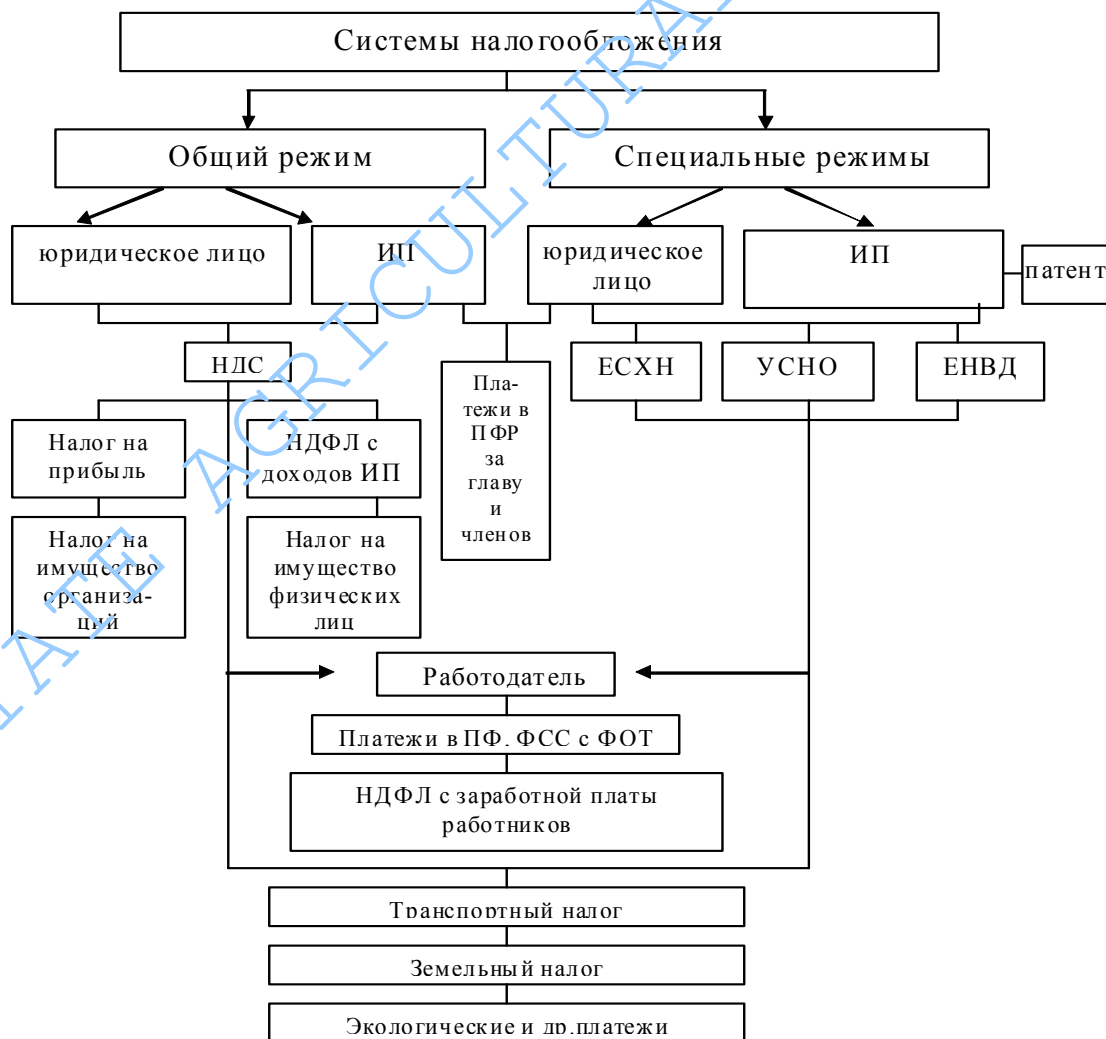 Системы налогообложения
Общий режим
Специальные режимы
юридическое лицо
ИП
юридическое
лицо
ИП
патент
НДС
Пла-
тежи в
ПФР
за
главу
и
членов
ЕСХН
УСНО
ЕНВД
Налог на
прибыль
НДФЛ с
доходов ИП
Налог на
имущество
организа-
ций
Налог на
имущество
физических
лиц
Работодатель
Платежи в ПФ. ФСС с ФОТ
НДФЛ с заработной платы
работников
Транспортный налог
Земельный налог
Экологические и др.платежи
ATE AGRICULTURA